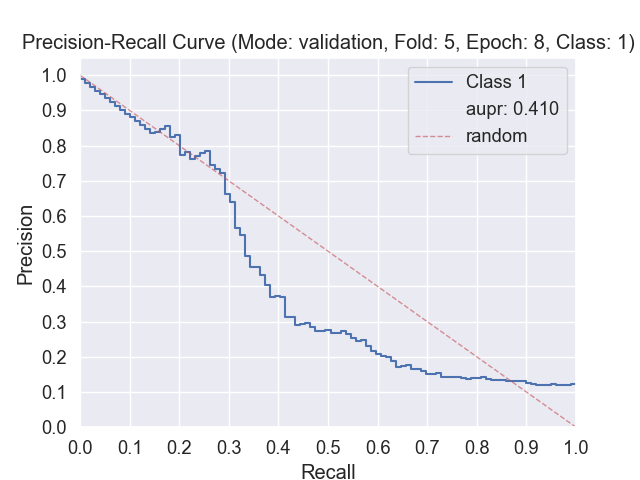 Precision-Recall Curve (Mode: validation, Fold: 5, Epoch: 8, Class: 1)
Class 1
aupr: 0.410
random
1.0
0.9
0.8
0.7
0.6
0.5
0.4
0.3
0.2
0.1
0.0
Precision
0.0 0.1 0.2 0.3 0.4 0.5 0.6 0.7 0.8 0.9 1.0
Recall